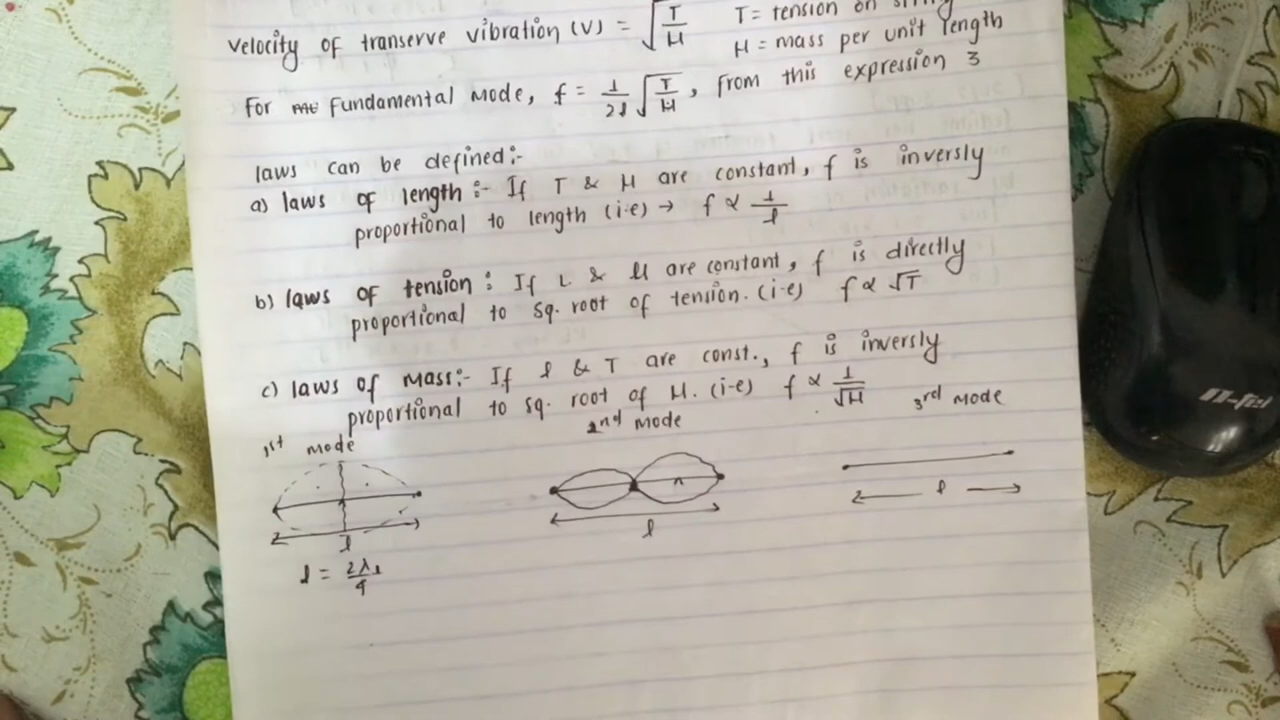 velocity of transerve vibration (v) = √(T/μ) T = tension on
μ = mass per unit length
For fundamental mode, f = 1/2l √(T/μ), from this expression 3
laws can be defined:-
a) laws of length :- If T & μ are constant, f is inversly
proportional to length (i.e) → f ∝ 1/l
b) laws of tension : If L & μ are constant, f is directly
proportional to sq. root of tension. (i-e) f ∝ √T
c) laws of mass:- If l & T are const., f is inversly
proportional to sq. root of μ. (i-e) f ∝ 1/√μ
1st mode 2nd mode 3rd mode
l l l
l = 2λ1/4